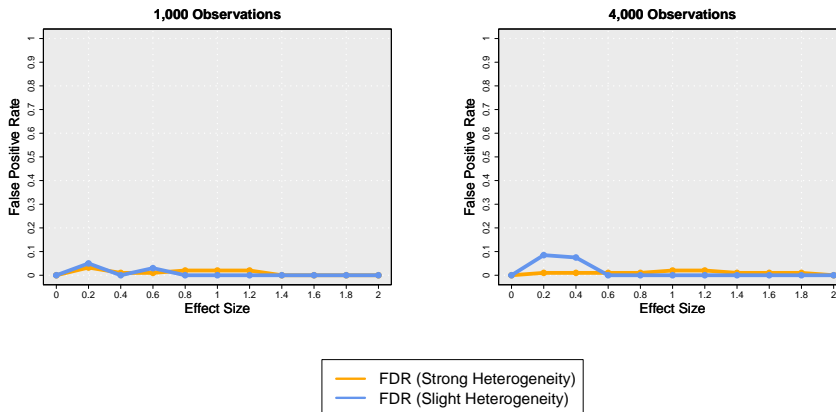 1,000 Observations
False Positive Rate
1
0.9
0.8
0.7
0.6
0.5
0.4
0.3
0.2
0.1
0
0 0.2 0.4 0.6 0.8 1 1.2 1.4 1.6 1.8 2
Effect Size
4,000 Observations
False Positive Rate
1
0.9
0.8
0.7
0.6
0.5
0.4
0.3
0.2
0.1
0
0 0.2 0.4 0.6 0.8 1 1.2 1.4 1.6 1.8 2
Effect Size
FDR (Strong Heterogeneity)
FDR (Slight Heterogeneity)